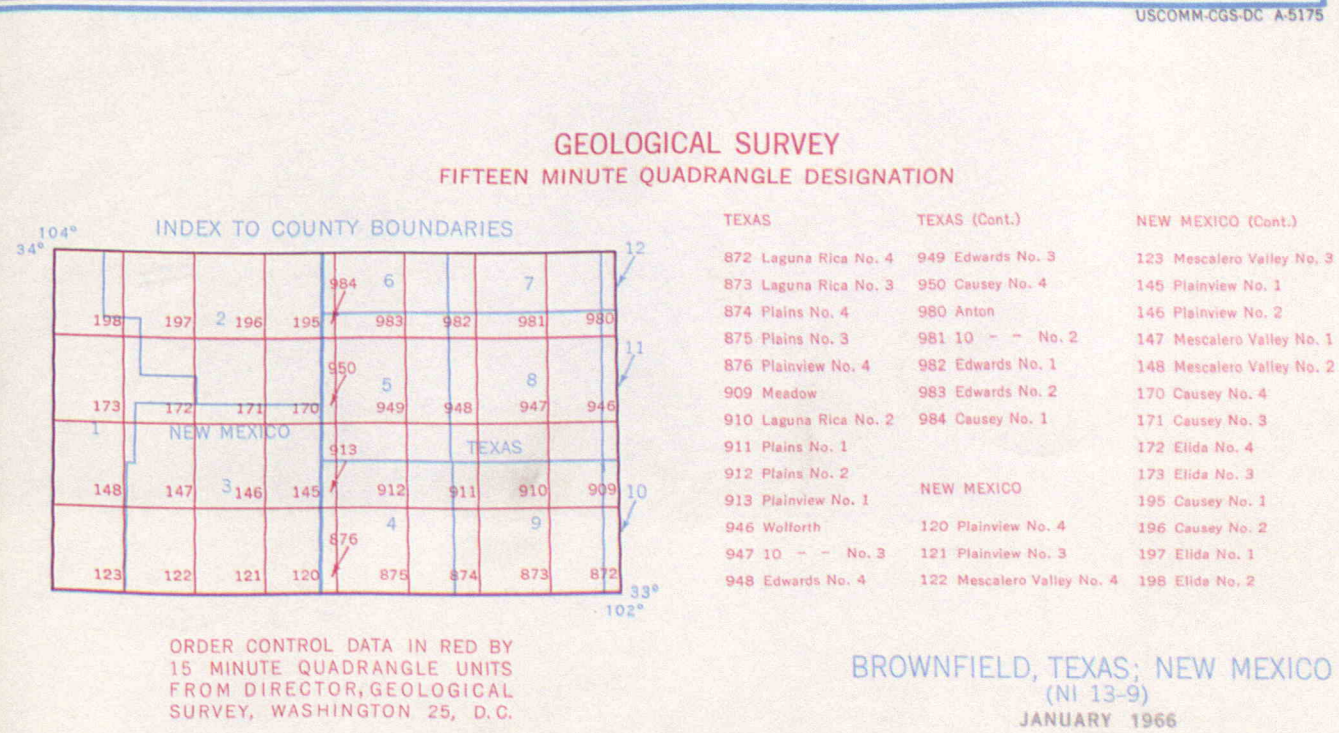 USCOMM-CGS-DC A-5175
GEOLOGICAL SURVEY
FIFTEEN MINUTE QUADRANGLE DESIGNATION
INDEX TO COUNTY BOUNDARIES
104°
34°
12
984 6 7
198 197 2 196 195 983 982 981 980
11
950 5 8
173 172 171 170 949 948 947 946
1 NEW MEXICO TEXAS
913
148 147 3 146 145 912 911 910 909 10
4 9
876
123 122 121 120 875 874 873 872
33°
102°
ORDER CONTROL DATA IN RED BY
15 MINUTE QUADRANGLE UNITS
FROM DIRECTOR, GEOLOGICAL
SURVEY, WASHINGTON 25, D.C.
TEXAS
872 Laguna Rica No. 4
873 Laguna Rica No. 3
874 Plains No. 4
875 Plains No. 3
876 Plainview No. 4
909 Meadow
910 Laguna Rica No. 2
911 Plains No. 1
912 Plains No. 2
913 Plainview No. 1
946 Wolforth
947 10 - - No. 3
948 Edwards No. 4
TEXAS (Cont.)
949 Edwards No. 3
950 Causey No. 4
980 Anton
981 10 - - No. 2
982 Edwards No. 1
983 Edwards No. 2
984 Causey No. 1
NEW MEXICO
120 Plainview No. 4
121 Plainview No. 3
122 Mescalero Valley No. 4
NEW MEXICO (Cont.)
123 Mescalero Valley No. 3
145 Plainview No. 1
146 Plainview No. 2
147 Mescalero Valley No. 1
148 Mescalero Valley No. 2
170 Causey No. 4
171 Causey No. 3
172 Elida No. 4
173 Elida No. 3
195 Causey No. 1
196 Causey No. 2
197 Elida No. 1
198 Elida No. 2
BROWNFIELD, TEXAS; NEW MEXICO
(NI 13-9)
JANUARY 1966